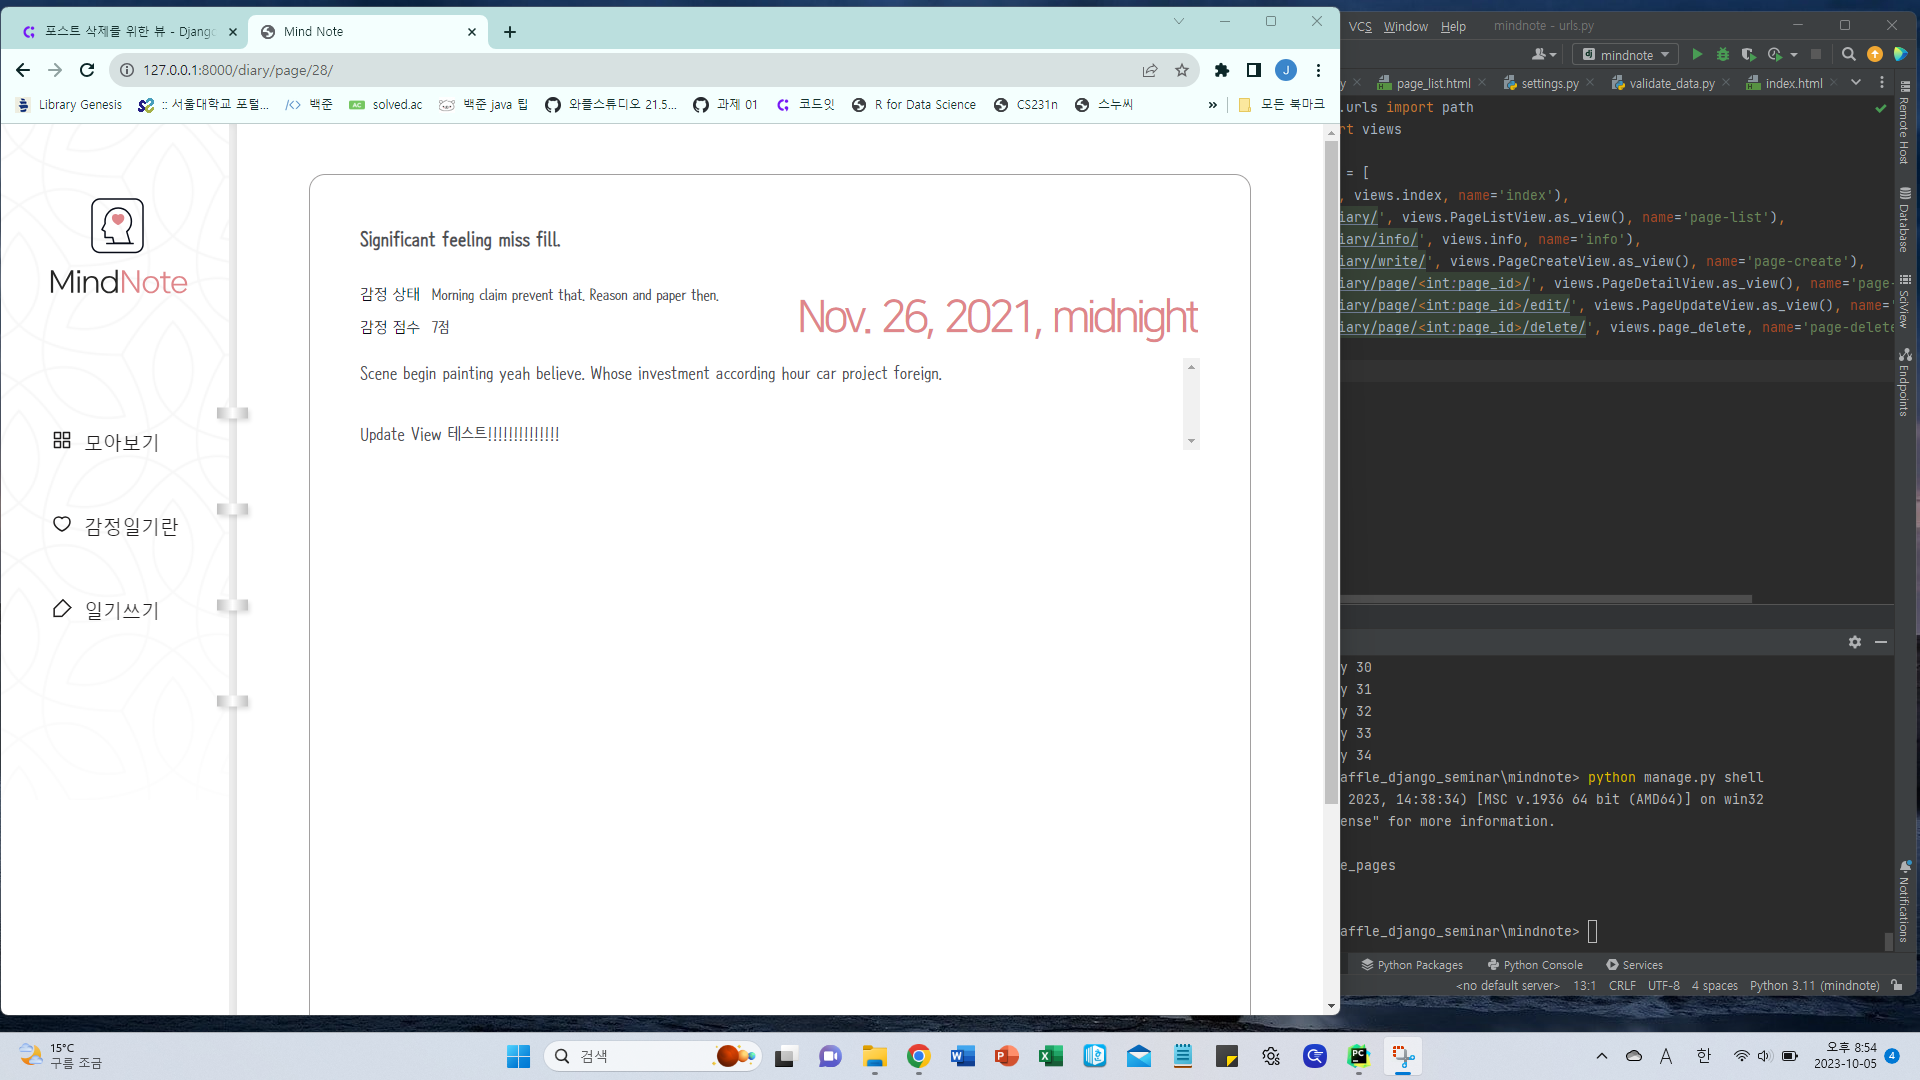 포스트 삭제를 위한 뷰 - Djang
Mind Note
127.0.0.1:8000/diary/page/28/
J
Library Genesis
:: 서울대학교 포털...
백준
solved.ac
백준 java 팁
와플스튜디오 21.5...
과제 01
코드잇
R for Data Science
CS231n
스누씨
»
모든 북마크
MindNote
모아보기
감정일기란
일기쓰기
Significant feeling miss fill.
감정 상태 Morning claim prevent that. Reason and paper then.
감정 점수 7점
Nov. 26, 2021, midnight
Scene begin painting yeah believe. Whose investment according hour car project foreign.
Update View 테스트!!!!!!!!!!!!!!
VCS Window Help mindnote - urls.py
mindnote
y page_list.html settings.py validate_data.py index.html
.urls import path
rt views
= [
, views.index, name='index'),
iary/', views.PageListView.as_view(), name='page-list'),
iary/info/', views.info, name='info'),
iary/write/', views.PageCreateView.as_view(), name='page-create'),
iary/page/<int:page_id>/', views.PageDetailView.as_view(), name='page-
iary/page/<int:page_id>/edit/', views.PageUpdateView.as_view(), name='
iary/page/<int:page_id>/delete/', views.page_delete, name='page-delete
Remote Host
Database
SciView
Endpoints
Notifications
y 30
y 31
y 32
y 33
y 34
affle_django_seminar\mindnote> python manage.py shell
2023, 14:38:34) [MSC v.1936 64 bit (AMD64)] on win32
ense" for more information.
e_pages
affle_django_seminar\mindnote>
Python Packages Python Console Services
<no default server> 13:1 CRLF UTF-8 4 spaces Python 3.11 (mindnote)
15°C
구름 조금
검색
A 한
오후 8:54
2023-10-05
4